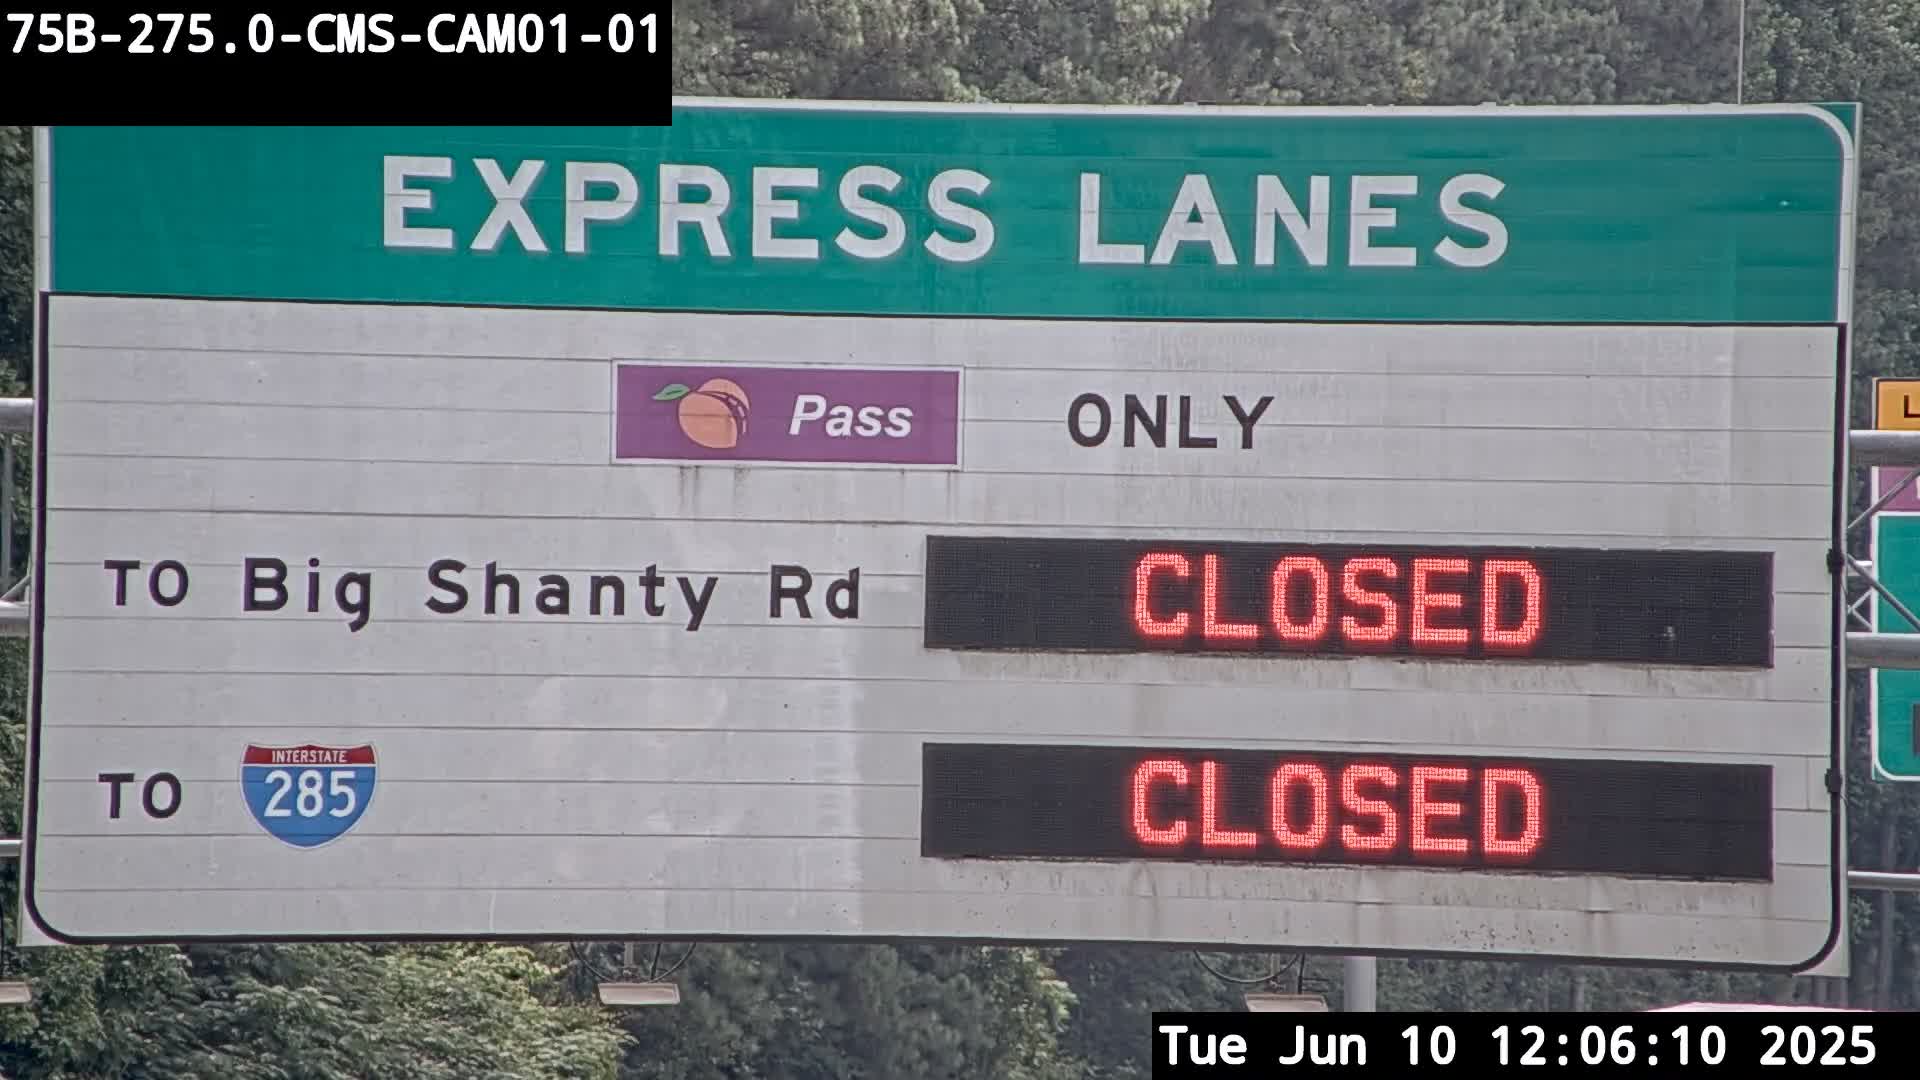 75B-275.0-CMS-CAM01-01
EXPRESS LANES
Pass ONLY
TO Big Shanty Rd CLOSED
TO INTERSTATE 285 CLOSED
Tue Jun 10 12:06:10 2025